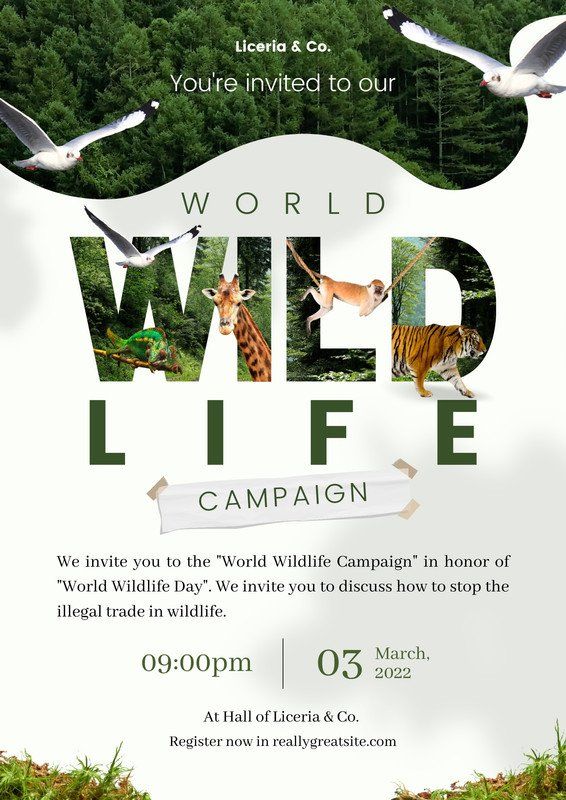 Liceria & Co.
You're invited to our
WORLD
WILD
LIFE
CAMPAIGN
We invite you to the "World Wildlife Campaign" in honor of
"World Wildlife Day". We invite you to discuss how to stop the
illegal trade in wildlife.
09:00pm
03 March,
2022
At Hall of Liceria & Co.
Register now in reallygreatsite.com